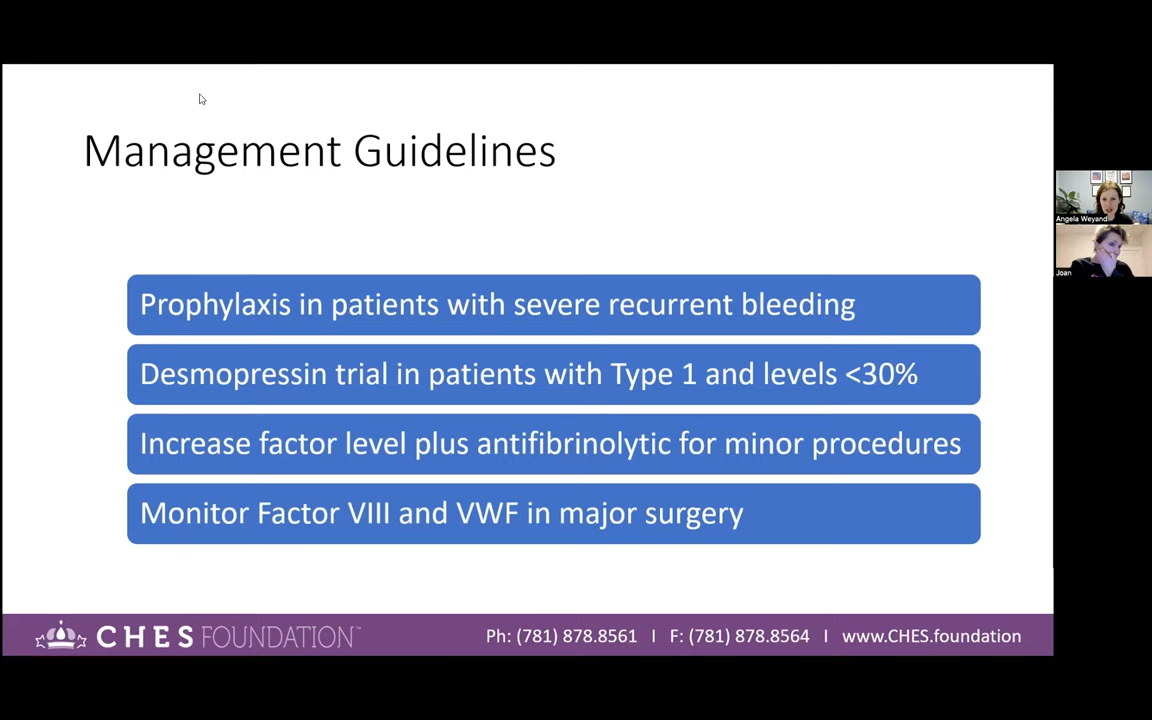 Management Guidelines
Prophylaxis in patients with severe recurrent bleeding
Desmopressin trial in patients with Type 1 and levels <30%
Increase factor level plus antifibrinolytic for minor procedures
Monitor Factor VIII and VWF in major surgery
CHES FOUNDATION™ Ph: (781) 878.8561 I F: (781) 878.8564 I www.CHES.foundation
Angela Weyand
Joan